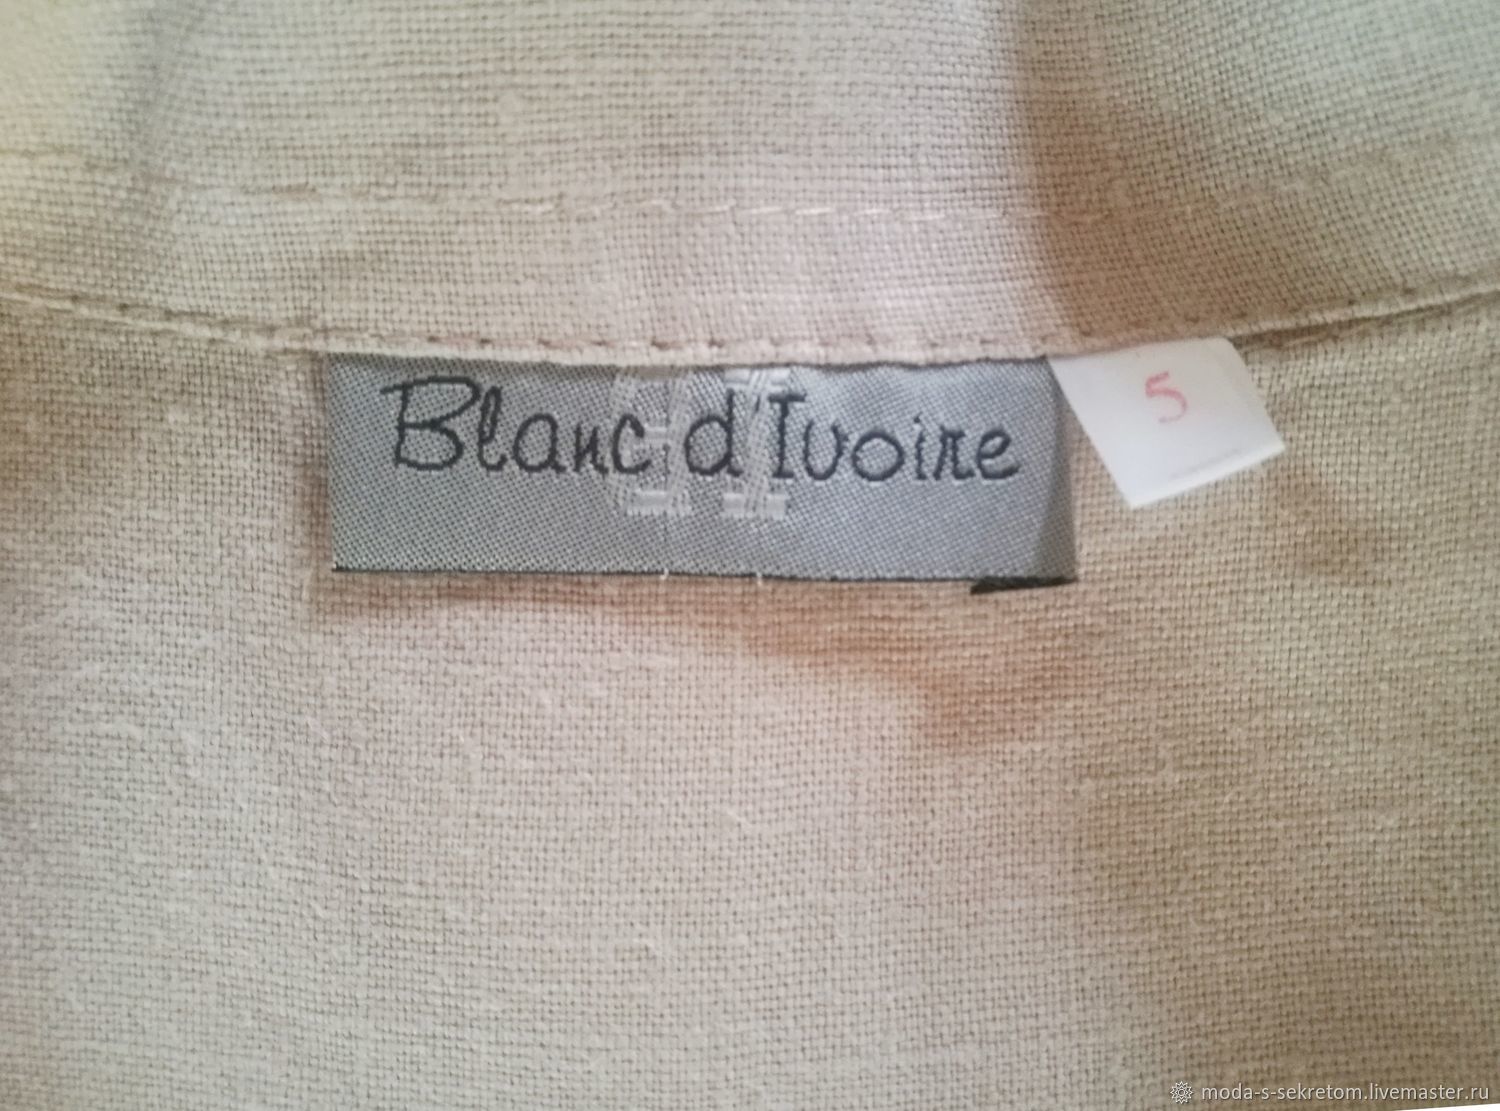 Blanc d'Ivoire
5
moda-s-sekretom.livemaster.ru